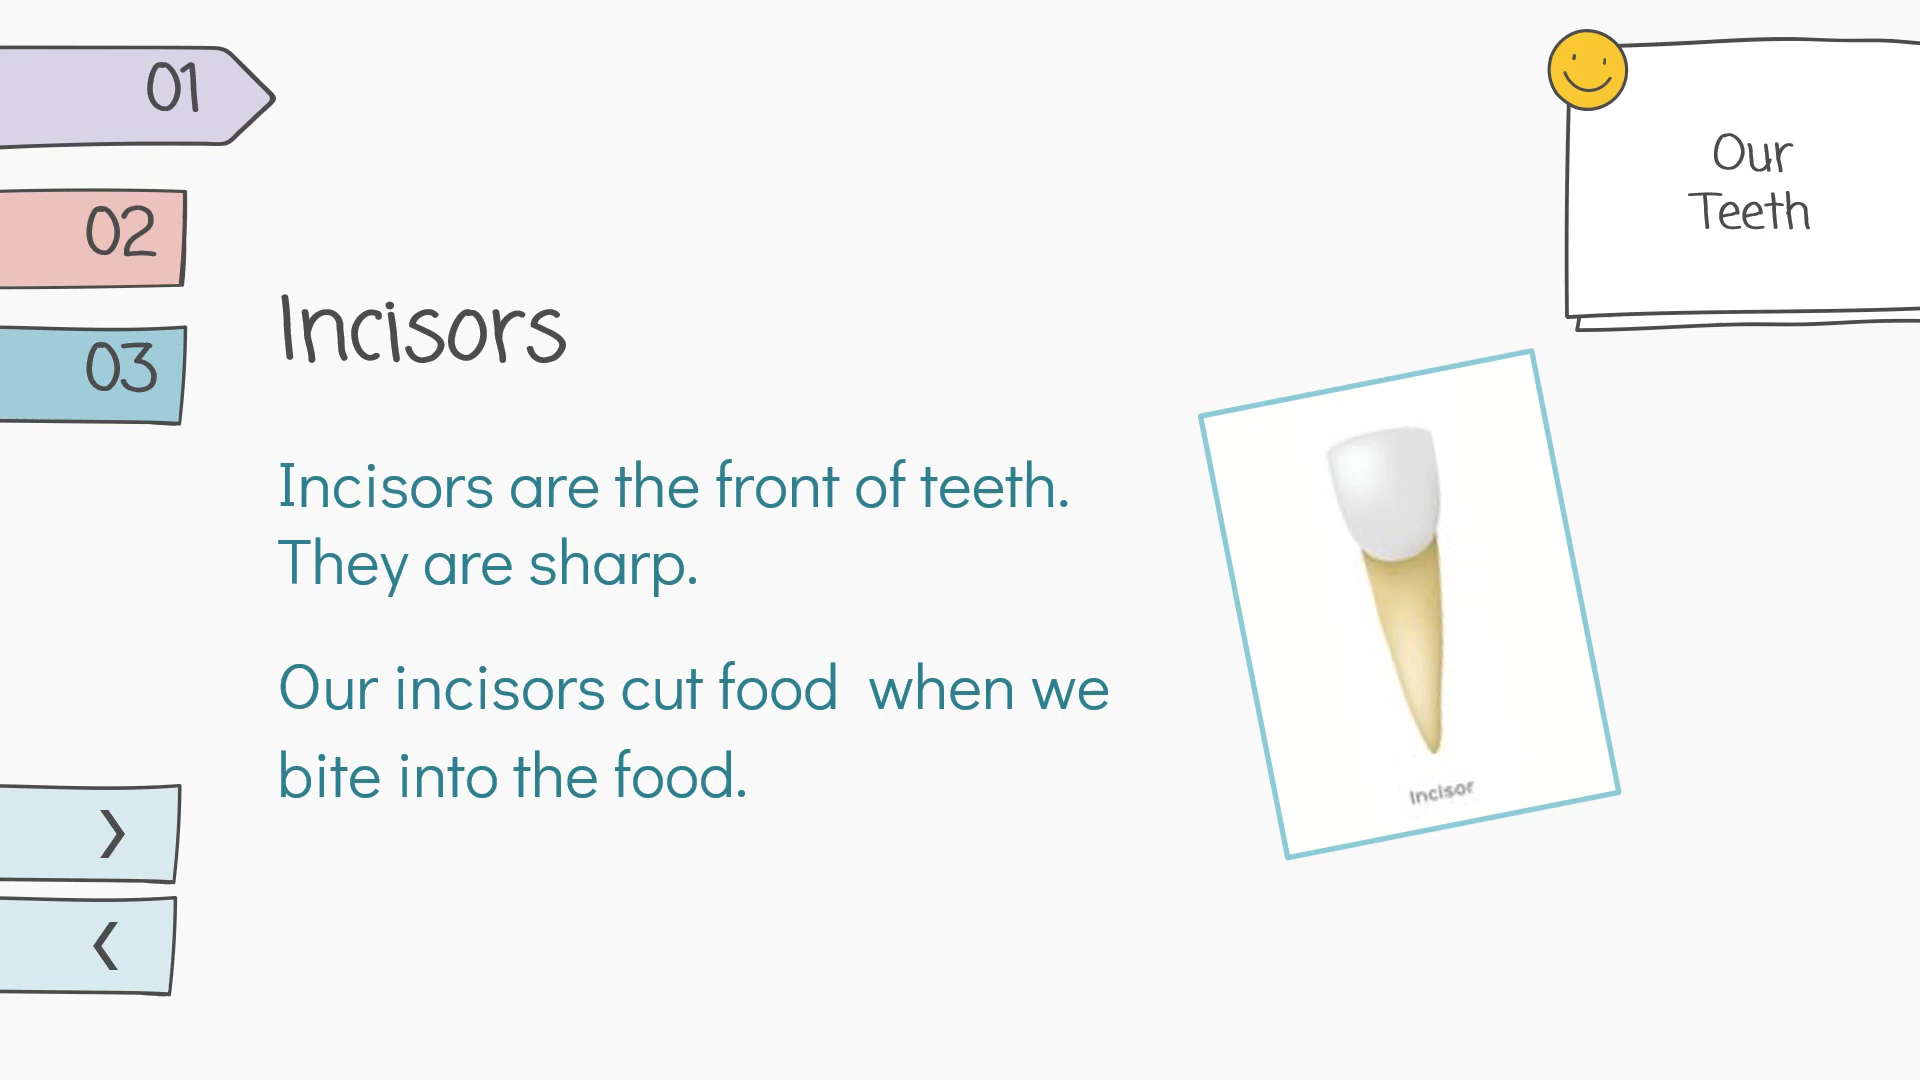 01
02
03
Our
Teeth
Incisors
Incisors are the front of teeth.
They are sharp.
Our incisors cut food  when we
bite into the food.
Incisor